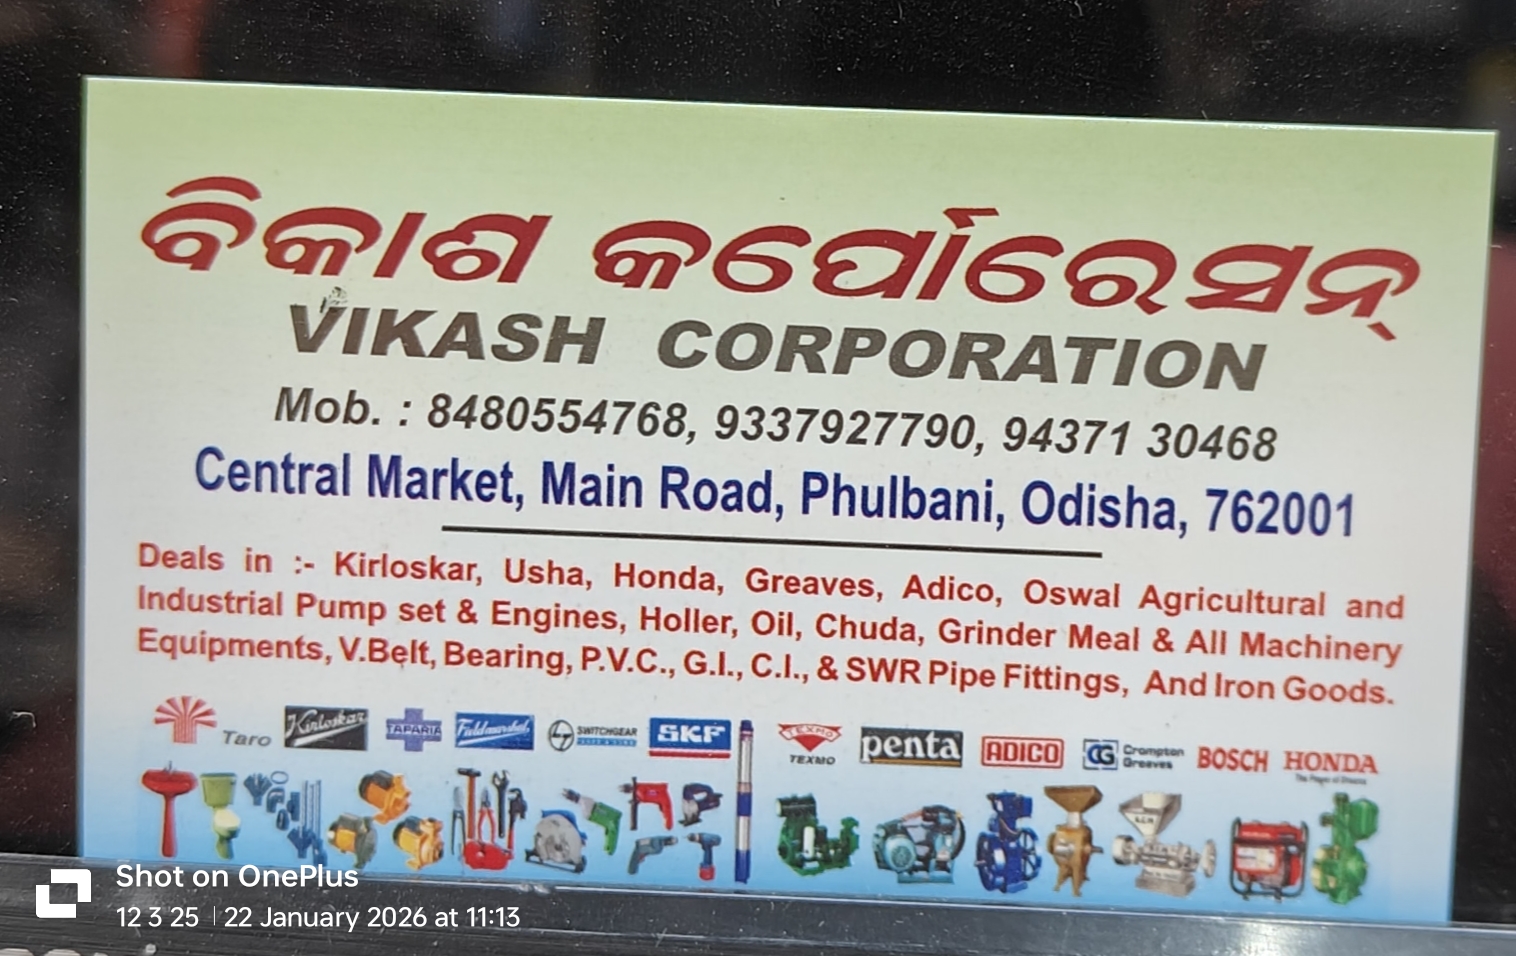 ବିକାଶ କର୍ପୋରେସନ୍
VIKASH CORPORATION
Mob. : 8480554768, 9337927790, 94371 30468
Central Market, Main Road, Phulbani, Odisha, 762001
Deals in :- Kirloskar, Usha, Honda, Greaves, Adico, Oswal Agricultural and
Industrial Pump set & Engines, Holler, Oil, Chuda, Grinder Meal & All Machinery
Equipments, V.Belt, Bearing, P.V.C., G.I., C.I., & SWR Pipe Fittings, And Iron Goods.
Taro Kirloskar TAPARIA Fieldmarshal SWITCHGEAR SKF TEXMO TEXMO penta ADICO CG Crompton Greaves BOSCH HONDA
Shot on OnePlus
12 3 25 | 22 January 2026 at 11:13